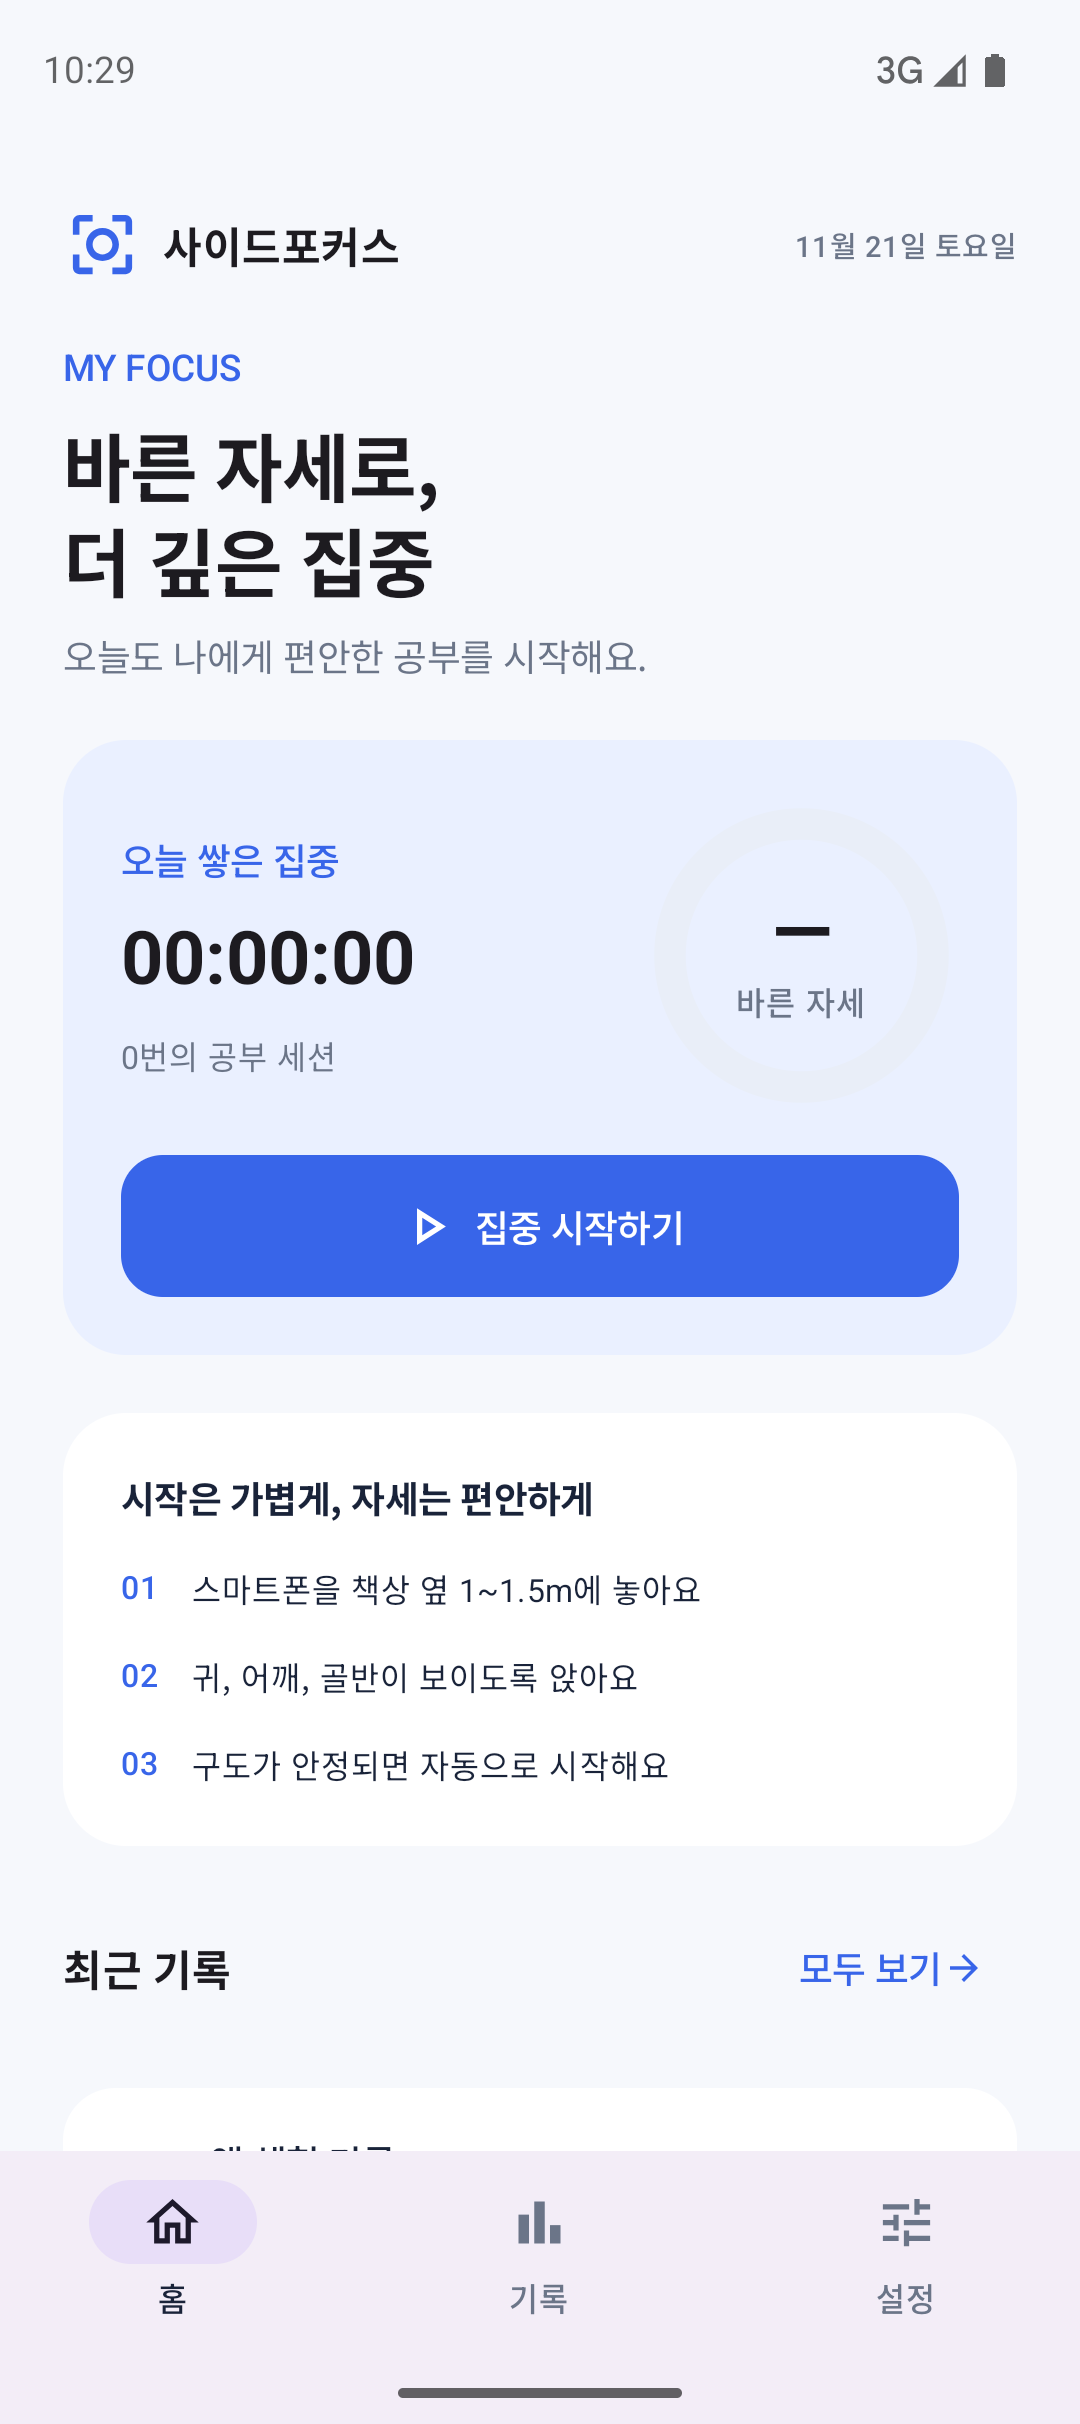 10:29
3G
사이드포커스
11월 21일 토요일
MY FOCUS
바른 자세로,
더 깊은 집중
오늘도 나에게 편안한 공부를 시작해요.
오늘 쌓은 집중
00:00:00
0번의 공부 세션
—
바른 자세
집중 시작하기
시작은 가볍게, 자세는 편안하게
01 스마트폰을 책상 옆 1~1.5m에 놓아요
02 귀, 어깨, 골반이 보이도록 앉아요
03 구도가 안정되면 자동으로 시작해요
최근 기록
모두 보기
홈
기록
설정